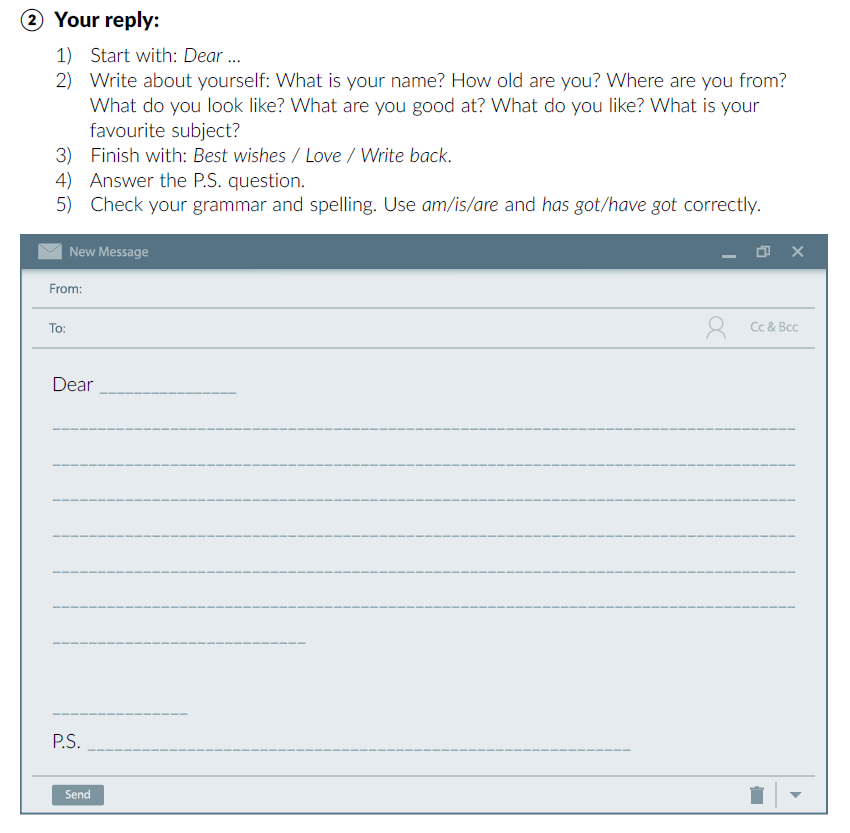 2 Your reply:
1) Start with: Dear ...
2) Write about yourself: What is your name? How old are you? Where are you from?
What do you look like? What are you good at? What do you like? What is your
favourite subject?
3) Finish with: Best wishes / Love / Write back.
4) Answer the P.S. question.
5) Check your grammar and spelling. Use am/is/are and has got/have got correctly.
New Message
From:
To: Cc & Bcc
Dear ________________
P.S. ________________
Send